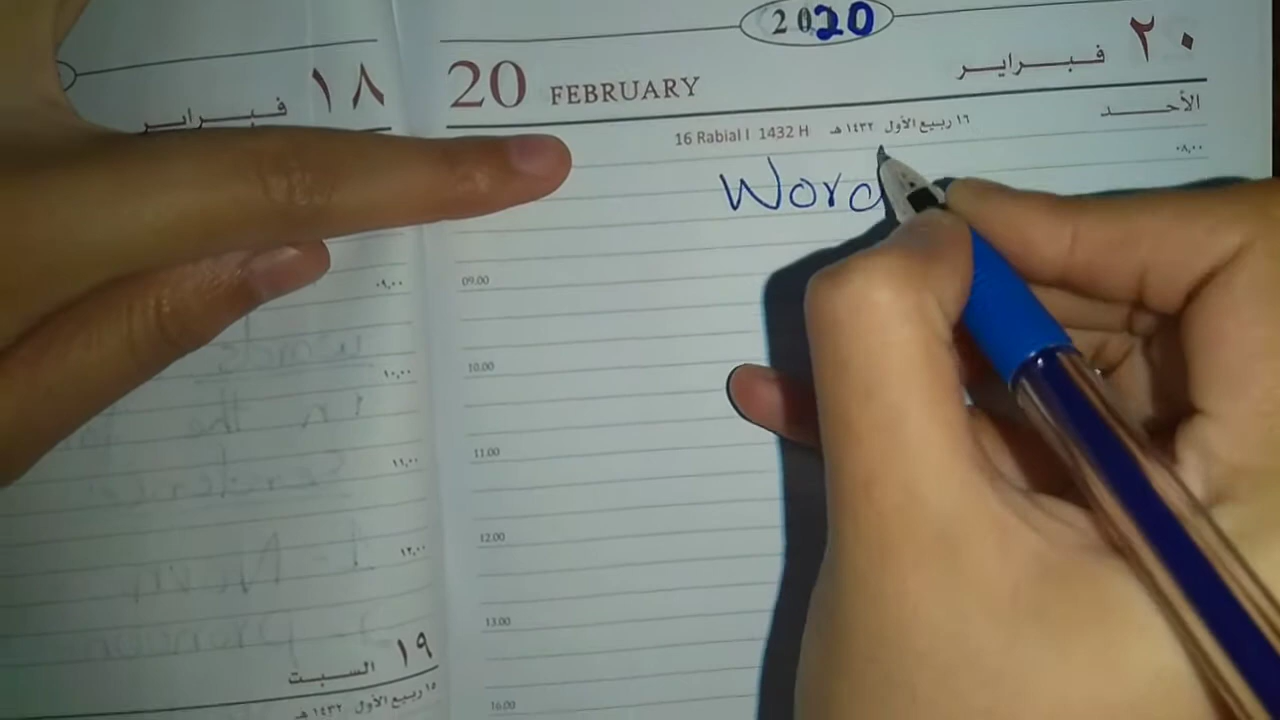 2020
20 FEBRUARY
فبراير ٢٠
الأحد
16 Rabial I 1432 H
١٦ ربيع الأول ١٤٣٢ هـ
Word
٠٨,٠٠
09.00
10.00
11.00
12.00
13.00
16.00
فبراير ١٨
٠٩,٠٠
١٠,٠٠
١١,٠٠
١٢,٠٠
السبت ١٩
١٥ ربيع الأول ١٤٣٢ هـ